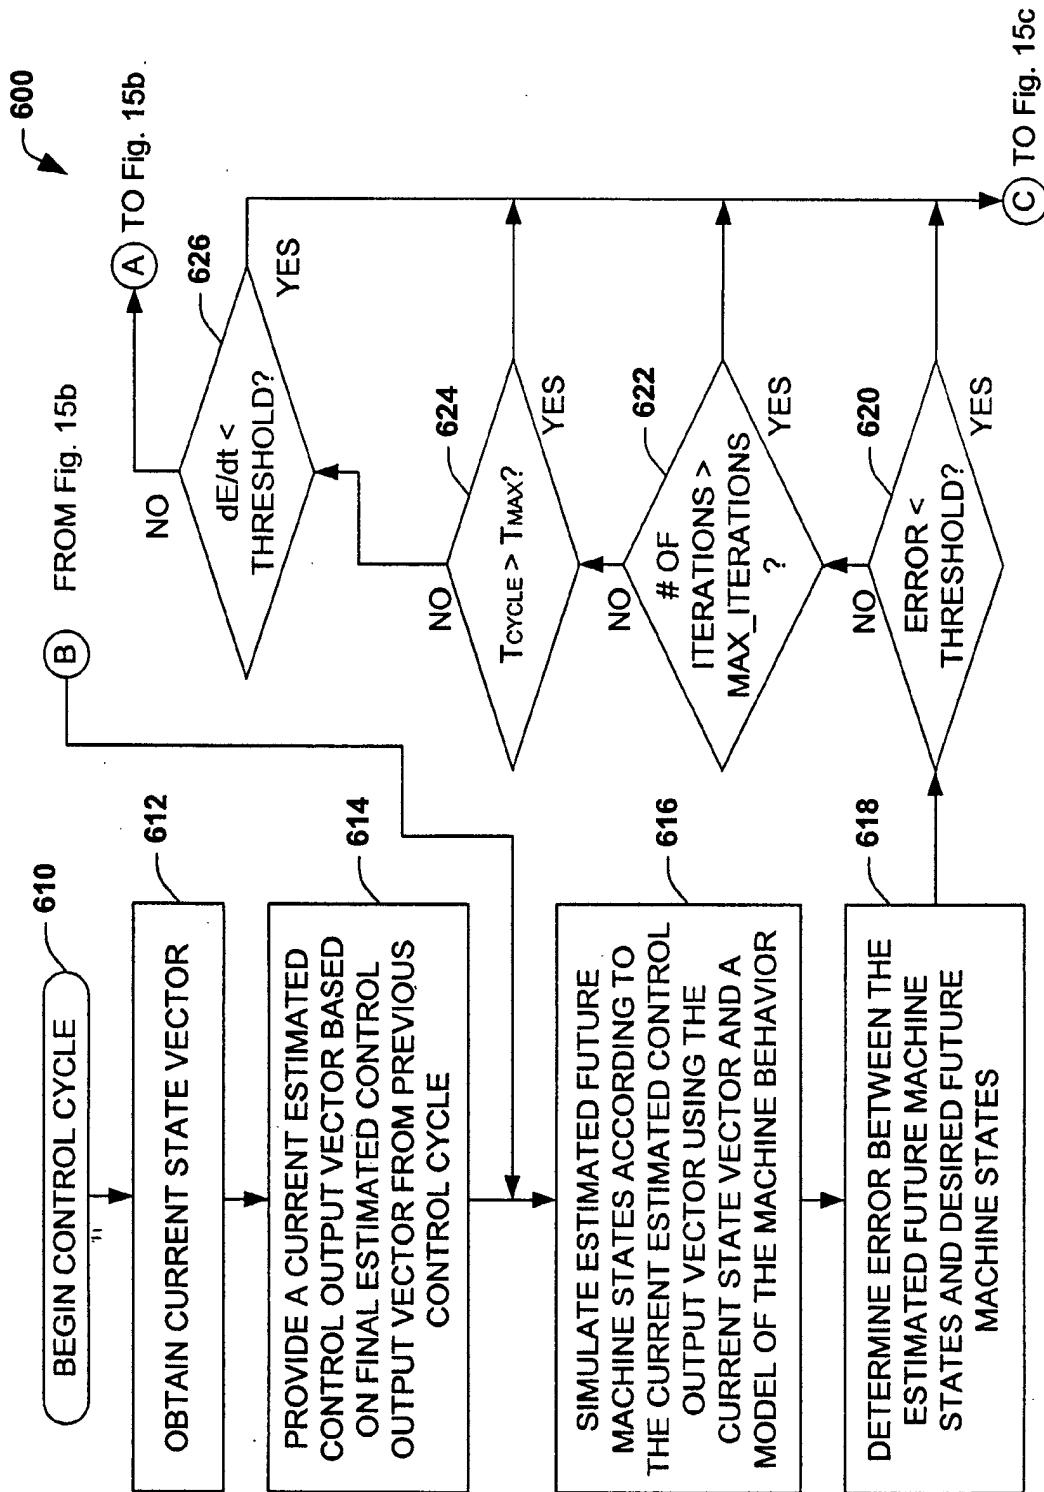 600
BEGIN CONTROL CYCLE
610
OBTAIN CURRENT STATE VECTOR
612
PROVIDE A CURRENT ESTIMATED
CONTROL OUTPUT VECTOR BASED
ON FINAL ESTIMATED CONTROL
OUTPUT VECTOR FROM PREVIOUS
CONTROL CYCLE
614
B
FROM Fig. 15b
SIMULATE ESTIMATED FUTURE
MACHINE STATES ACCORDING TO
THE CURRENT ESTIMATED CONTROL
OUTPUT VECTOR USING THE
CURRENT STATE VECTOR AND A
MODEL OF THE MACHINE BEHAVIOR
616
DETERMINE ERROR BETWEEN THE
ESTIMATED FUTURE MACHINE
STATES AND DESIRED FUTURE
MACHINE STATES
618
ERROR <
THRESHOLD?
620
NO
YES
# OF
ITERATIONS >
MAX_ITERATIONS
?
622
NO
YES
TCYCLE > TMAX?
624
NO
YES
dE/dt <
THRESHOLD?
626
NO
YES
A
TO Fig. 15b
C
TO Fig. 15c